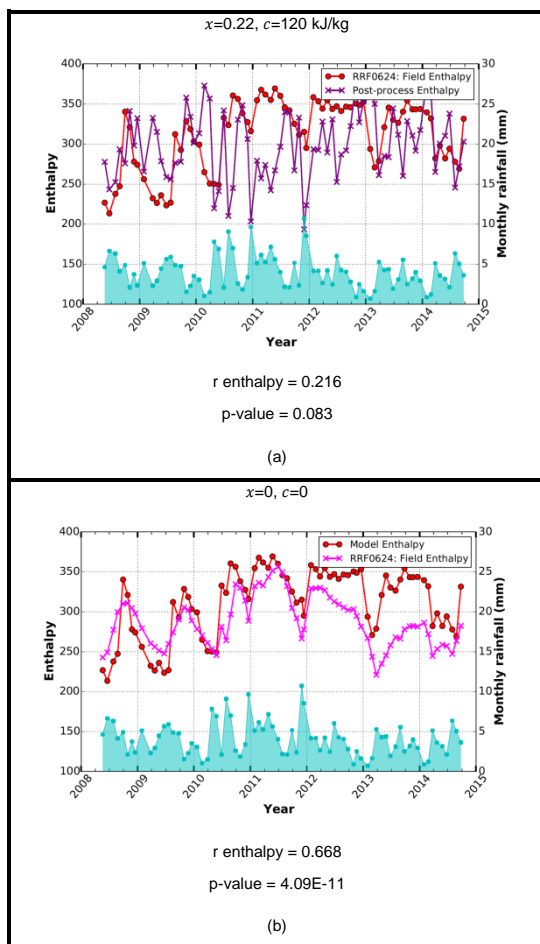 𝑥=0.22, 𝑐=120 kJ/kg
400
350
300
250
200
150
100
Enthalpy
RRF0624: Field Enthalpy
Post-process Enthalpy
30
25
20
15
10
5
0
Monthly rainfall (mm)
2008 2009 2010 2011 2012 2013 2014 2015
Year
r enthalpy = 0.216
p-value = 0.083
(a)
𝑥=0, 𝑐=0
400
350
300
250
200
150
100
Enthalpy
Model Enthalpy
RRF0624: Field Enthalpy
30
25
20
15
10
5
0
Monthly rainfall (mm)
2008 2009 2010 2011 2012 2013 2014 2015
Year
r enthalpy = 0.668
p-value = 4.09E-11
(b)